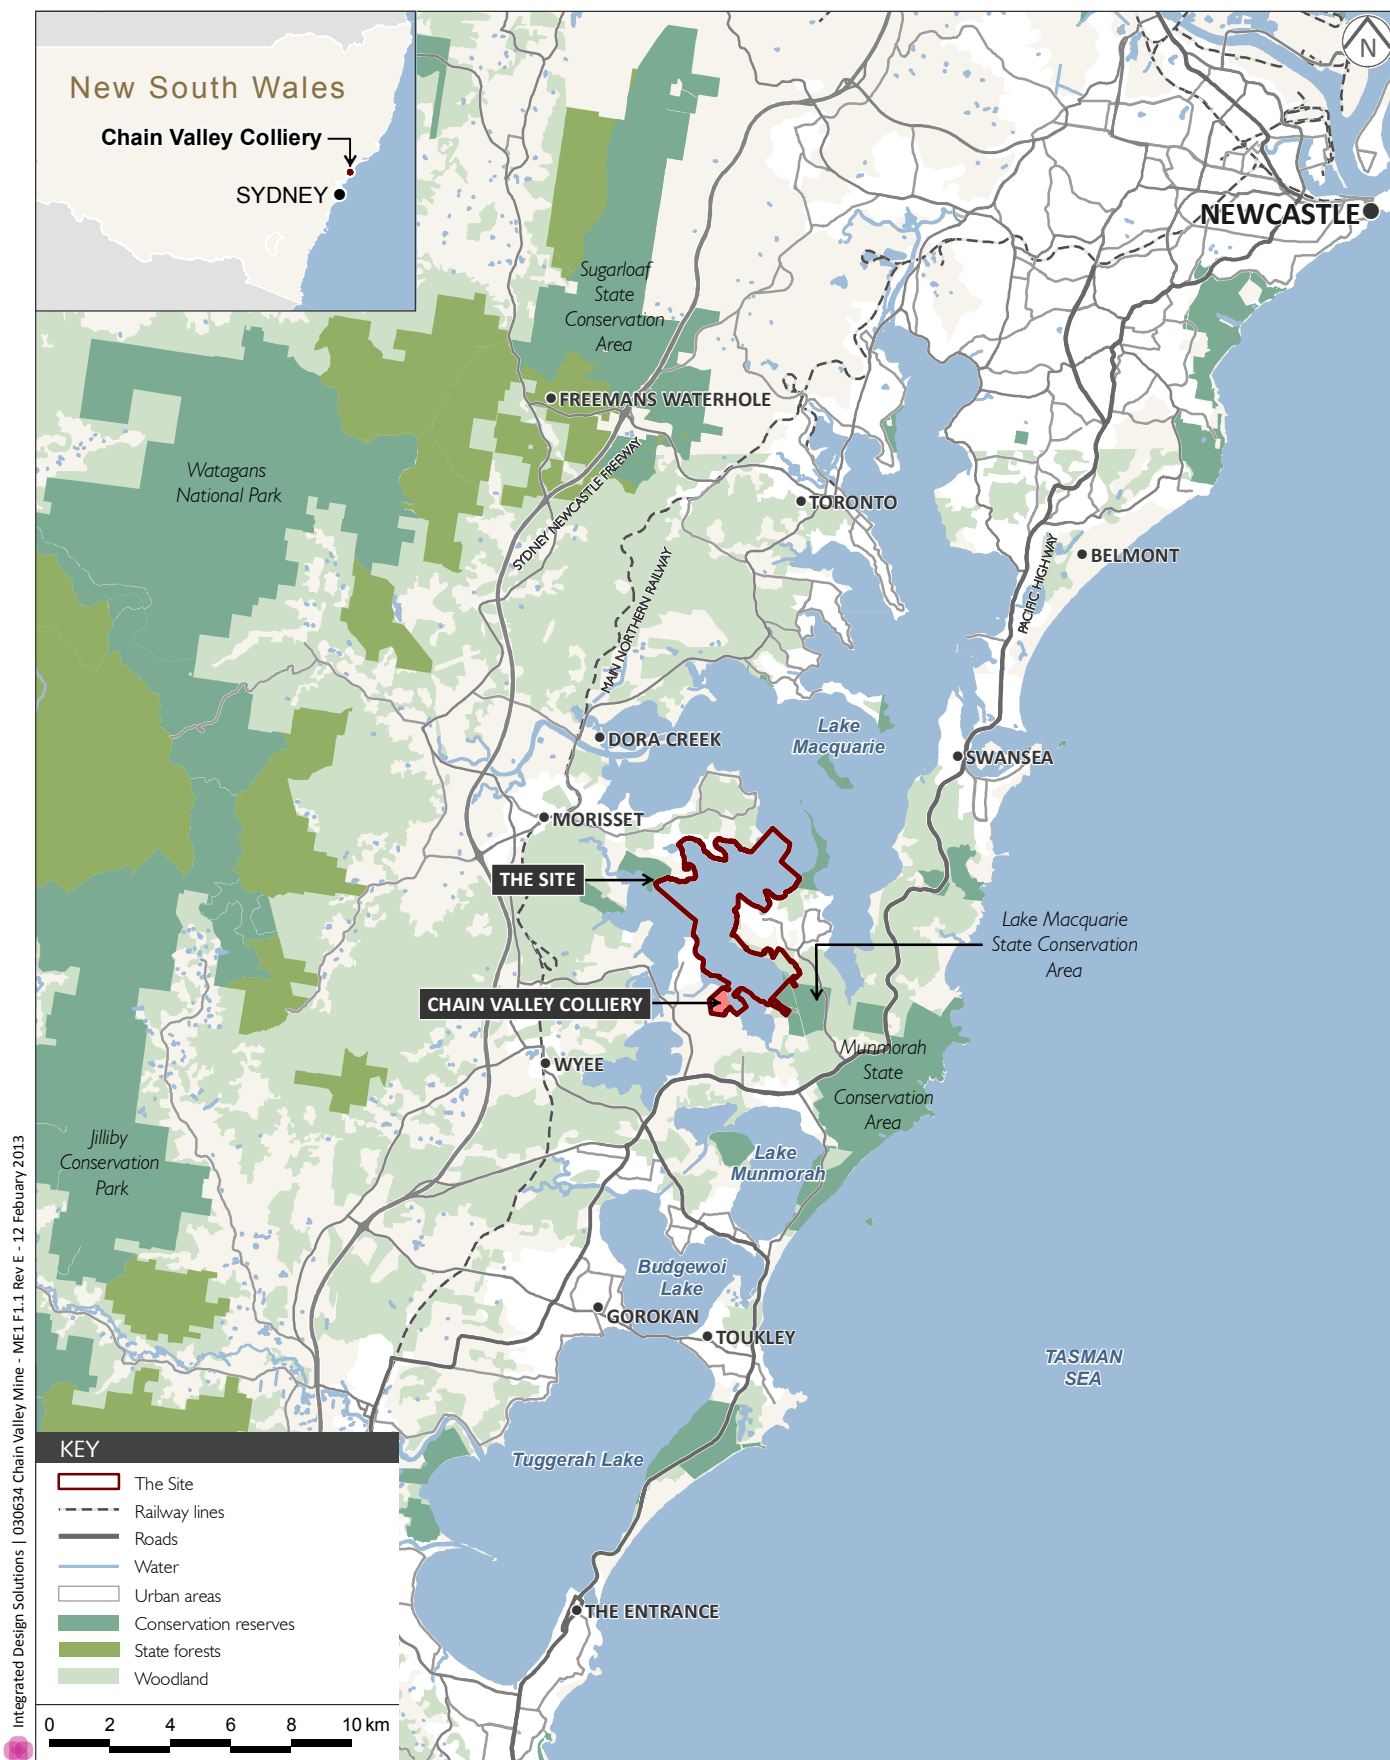 New South Wales
Chain Valley Colliery
SYDNEY
N
NEWCASTLE
Sugarloaf
State
Conservation
Area
FREEMANS WATERHOLE
Watagans
National Park
SYDNEY NEWCASTLE FREEWAY
TORONTO
BELMONT
PACIFIC HIGHWAY
MAIN NORTHERN RAILWAY
Lake
Macquarie
DORA CREEK
SWANSEA
MORISSET
THE SITE
Lake Macquarie
State Conservation
Area
CHAIN VALLEY COLLIERY
Munmorah
State
Conservation
Area
WYEE
Jilliby
Conservation
Park
Lake
Munmorah
Budgewoi
Lake
GOROKAN
TOUKLEY
TASMAN
SEA
Tuggerah Lake
THE ENTRANCE
KEY
The Site
Railway lines
Roads
Water
Urban areas
Conservation reserves
State forests
Woodland
0 2 4 6 8 10 km
Integrated Design Solutions | 030634 Chain Valley Mine - ME1 F1.1 Rev E - 12 Febuary 2013